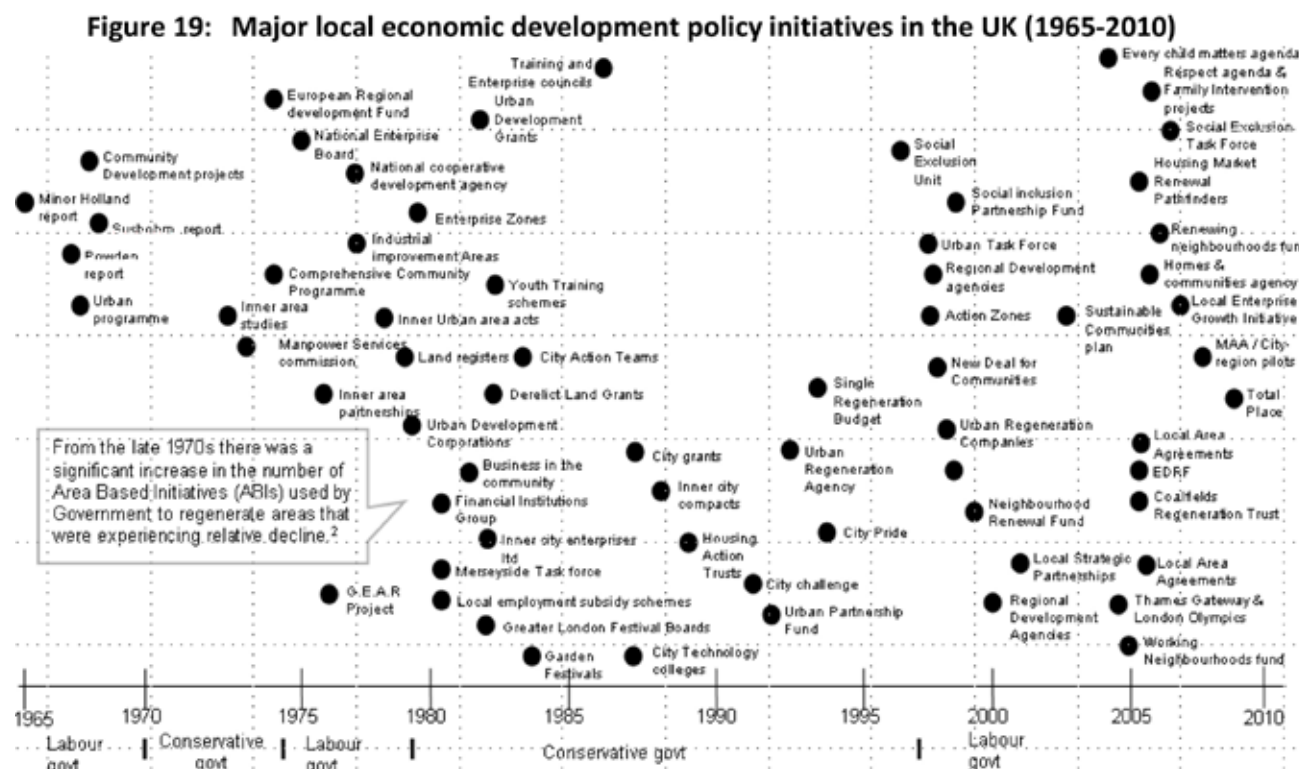 Figure 19: Major local economic development policy initiatives in the UK (1965-2010)
Training and
Enterprise councils
Every child matters agenda
Respect agenda &
Family Intervention
projects
European Regional
development Fund
Urban
Development
Grants
National Enterprise
Board
Social Exclusion
Task Force
Social
Exclusion
Unit
Community
Development projects
National cooperative
development agency
Housing Market
Renewal
Pathfinders
Minor Holland
report
Social inclusion
Partnership Fund
Enterprise Zones
report
Industrial
improvement Areas
Urban Task Force
Renewing
neighbourhoods fun
report
Comprehensive Community
Programme
Youth Training
schemes
Regional Development
agencies
Homes &
communities agency
Urban
programme
Inner area
studies
Inner Urban area acts
Action Zones
Sustainable
Communities
plan
Local Enterprise
Growth Initiative
Manpower Services
commission
Land registers
City Action Teams
New Deal for
Communities
MAA / City-
region pilots
Inner area
partnerships
Derelict Land Grants
Single
Regeneration
Budget
Total
Place
Urban Development
Corporations
Urban Regeneration
Companies
Local Area
Agreements
From the late 1970s there was a
significant increase in the number of
Area Based Initiatives (ABIs) used by
Government to regenerate areas that
were experiencing relative decline.2
Business in the
community
City grants
Urban
Regeneration
Agency
EDRF
Financial Institutions
Group
Inner city
compacts
Neighbourhood
Renewal Fund
Coalfields
Regeneration Trust
Inner city enterprises
ltd
Housing
Action
Trusts
City Pride
Merseyside Task force
City challenge
Local Strategic
Partnerships
Local Area
Agreements
G.E.A.R
Project
Local employment subsidy schemes
Urban Partnership
Fund
Regional
Development
Agencies
Thames Gateway &
London Olympics
Greater London Festival Boards
Garden
Festivals
City Technology
colleges
Working
Neighbourhoods fund
1965
1970
1975
1980
1985
1990
1995
2000
2005
2010
Labour
govt
Conservative
govt
Labour
govt
Conservative govt
Labour
govt